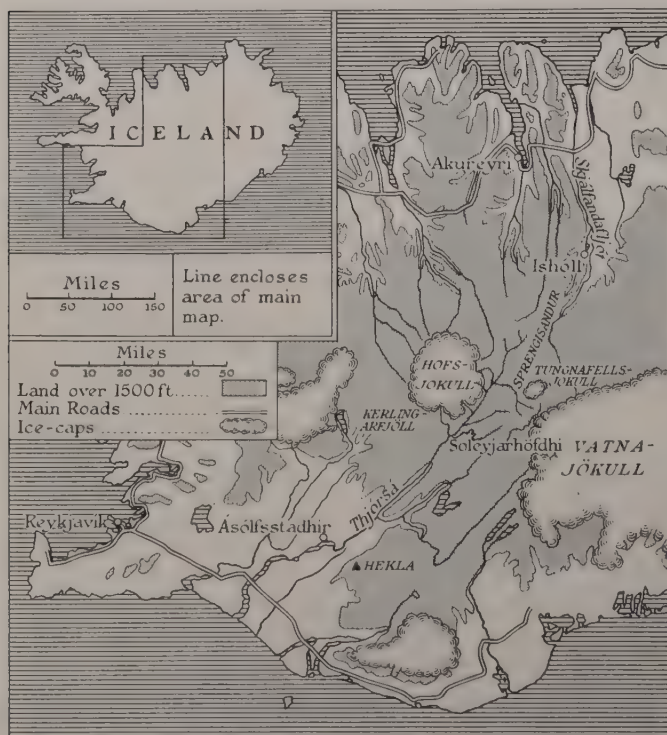 ICELAND
Miles
0 50 100 150
Line encloses
area of main
map.
Miles
0 10 20 30 40 50
Land over 1500 ft.....
Main Roads ............
Ice-caps ........
Akureyri
Skjálfandafljót
Ishóll
SPRENGISANDUR
HOFS-
JÖKULL
TUNGNAFELLS-
JÖKULL
KERLING
ARFJÖLL
Soleyjarhöfdhi
VATNA-
JÖKULL
Thjórsá
Reykjavik
Ásólfsstadhir
HEKLA